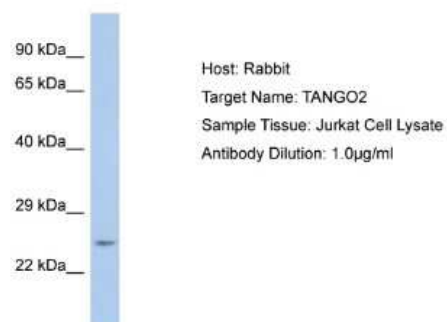 90 kDa
65 kDa
40 kDa
29 kDa
22 kDa
Host: Rabbit
Target Name: TANGO2
Sample Tissue: Jurkat Cell Lysate
Antibody Dilution: 1.0µg/ml